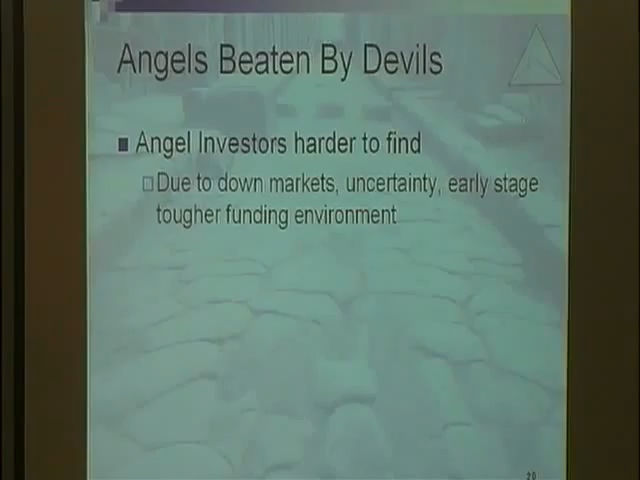 Angels Beaten By Devils
Angel Investors harder to find
Due to down markets, uncertainty, early stage
tougher funding environment
20